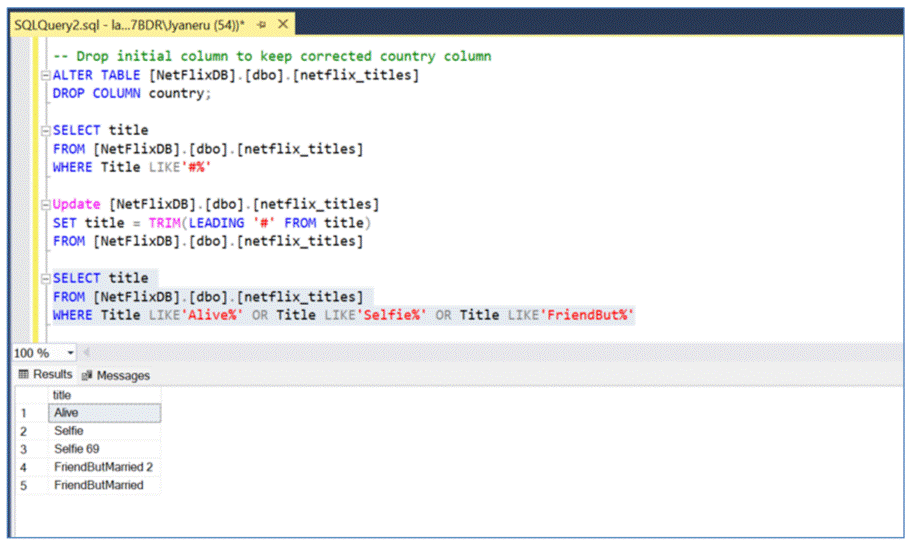 SQLQuery2.sql - la...7BDR\Jyaneru (54))*
-- Drop initial column to keep corrected country column
ALTER TABLE [NetFlixDB].[dbo].[netflix_titles]
DROP COLUMN country;
SELECT title
FROM [NetFlixDB].[dbo].[netflix_titles]
WHERE Title LIKE'#%'
Update [NetFlixDB].[dbo].[netflix_titles]
SET title = TRIM(LEADING '#' FROM title)
FROM [NetFlixDB].[dbo].[netflix_titles]
SELECT title
FROM [NetFlixDB].[dbo].[netflix_titles]
WHERE Title LIKE'Alive%' OR Title LIKE'Selfie%' OR Title LIKE'FriendBut%'
100 %
Results Messages
title
1 Alive
2 Selfie
3 Selfie 69
4 FriendButMarried 2
5 FriendButMarried